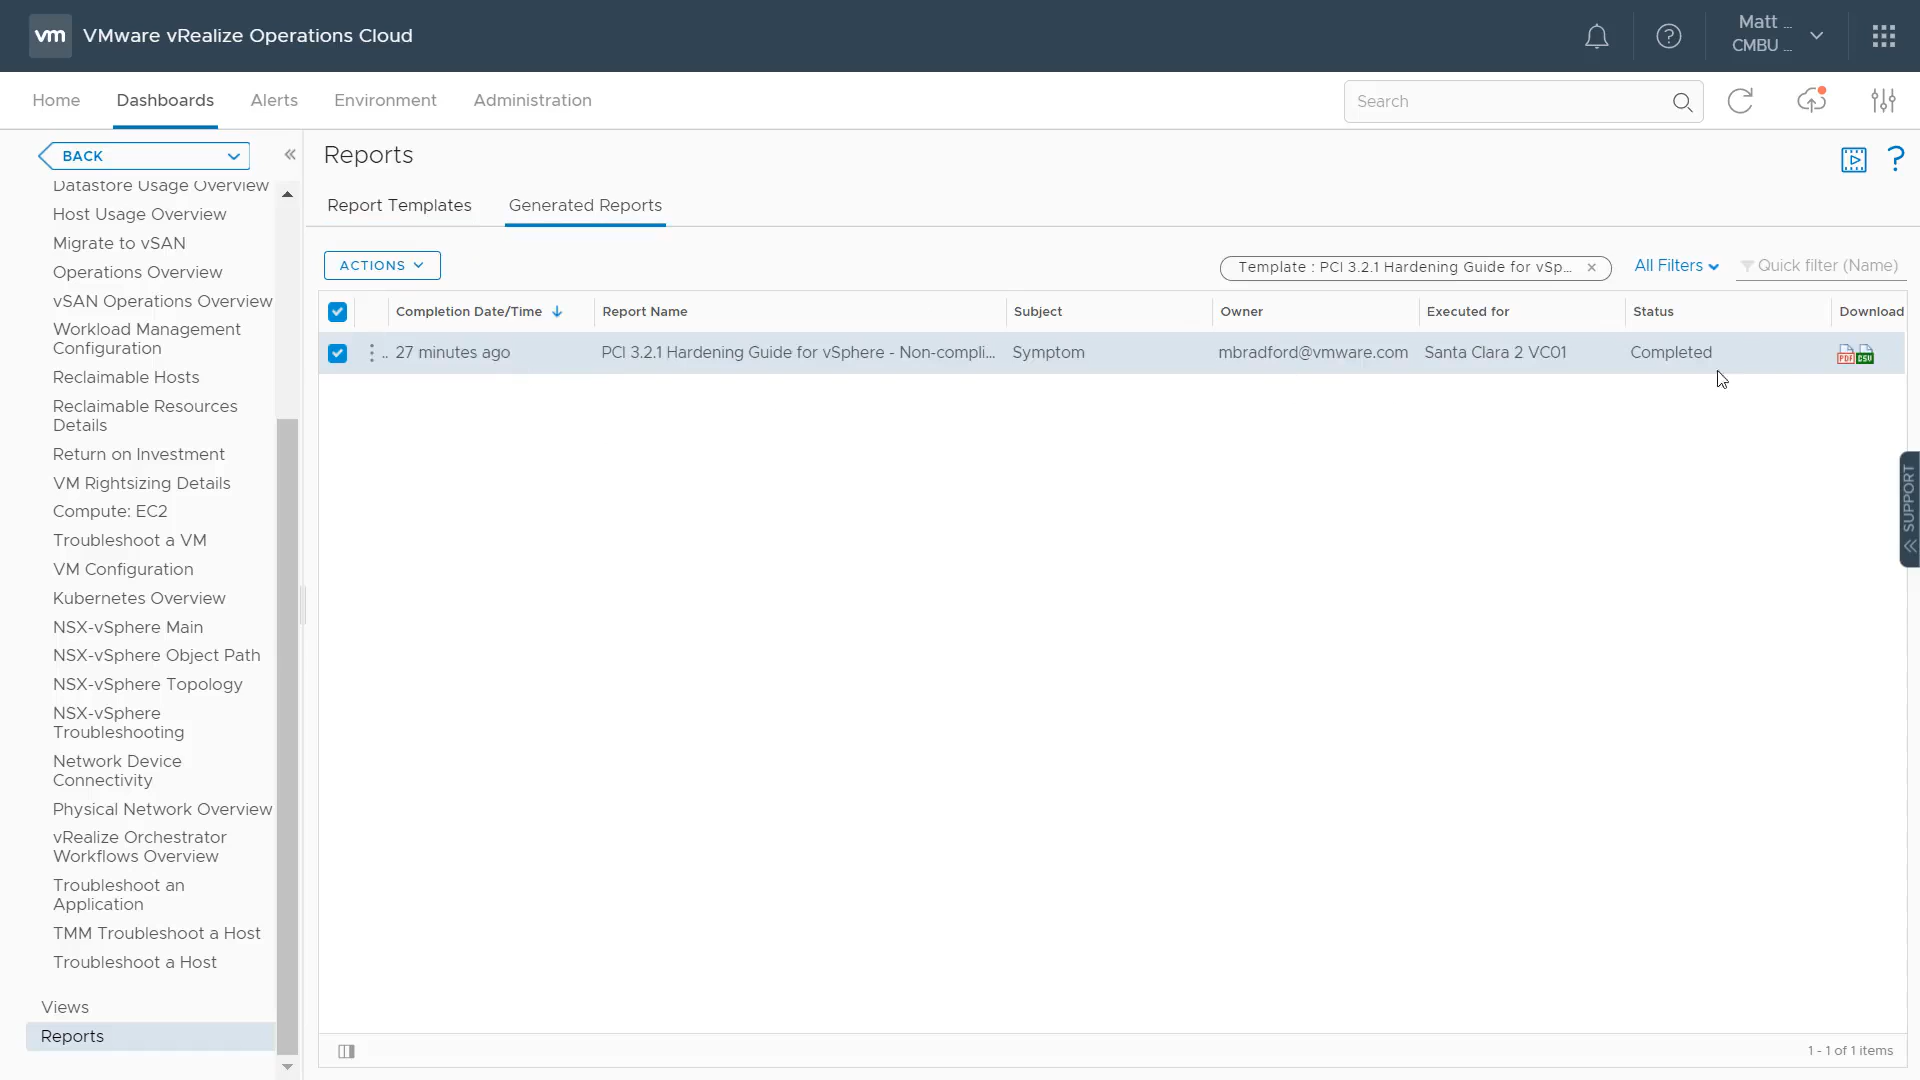 vm VMware vRealize Operations Cloud
Matt ...
CMBU ...
Home Dashboards Alerts Environment Administration
Search
BACK
Datastore Usage Overview
Host Usage Overview
Migrate to vSAN
Operations Overview
vSAN Operations Overview
Workload Management
Configuration
Reclaimable Hosts
Reclaimable Resources
Details
Return on Investment
VM Rightsizing Details
Compute: EC2
Troubleshoot a VM
VM Configuration
Kubernetes Overview
NSX-vSphere Main
NSX-vSphere Object Path
NSX-vSphere Topology
NSX-vSphere
Troubleshooting
Network Device
Connectivity
Physical Network Overview
vRealize Orchestrator
Workflows Overview
Troubleshoot an
Application
TMM Troubleshoot a Host
Troubleshoot a Host
Views
Reports
Reports
Report Templates Generated Reports
ACTIONS
Template : PCI 3.2.1 Hardening Guide for vSp... × All Filters Quick filter (Name)
Completion Date/Time Report Name Subject Owner Executed for Status Download
.. 27 minutes ago PCI 3.2.1 Hardening Guide for vSphere - Non-compli... Symptom mbradford@vmware.com Santa Clara 2 VC01 Completed PDF CSV
SUPPORT
1 - 1 of 1 items